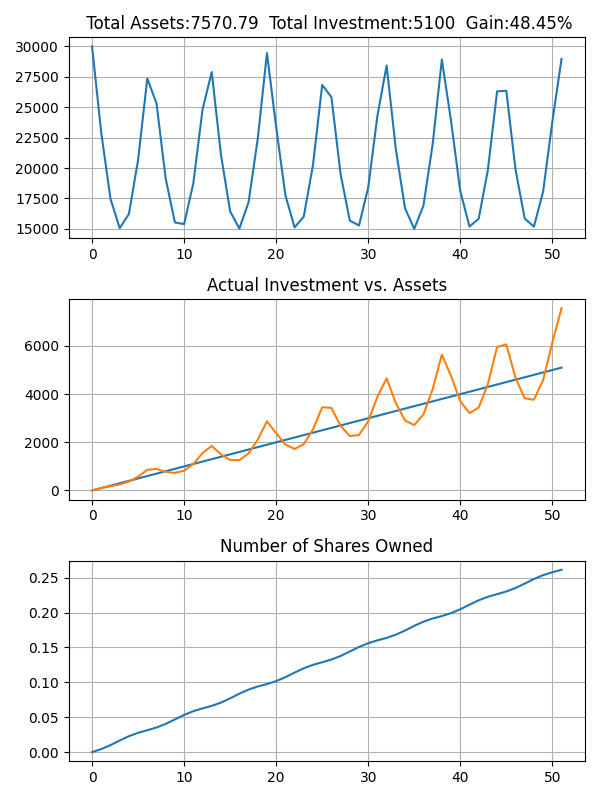 Total Assets:7570.79  Total Investment:5100  Gain:48.45%
30000
27500
25000
22500
20000
17500
15000
0 10 20 30 40 50
Actual Investment vs. Assets
6000
4000
2000
0
0 10 20 30 40 50
Number of Shares Owned
0.25
0.20
0.15
0.10
0.05
0.00
0 10 20 30 40 50